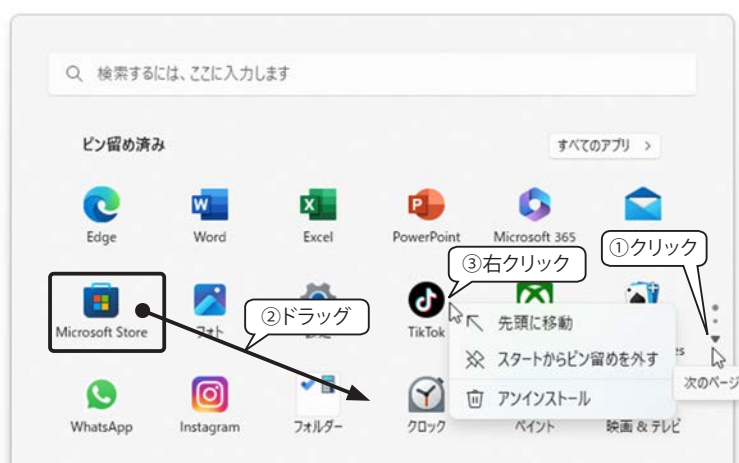 検索するには、ここに入力します
ピン留め済み
すべてのアプリ >
Edge
Word
Excel
PowerPoint
Microsoft 365
①クリック
③右クリック
②ドラッグ
Microsoft Store
フォト
設定
TikTok
先頭に移動
スタートからピン留めを外す
アンインストール
次のページ
WhatsApp
Instagram
フォルダー
クロック
ペイント
映画 & テレビ